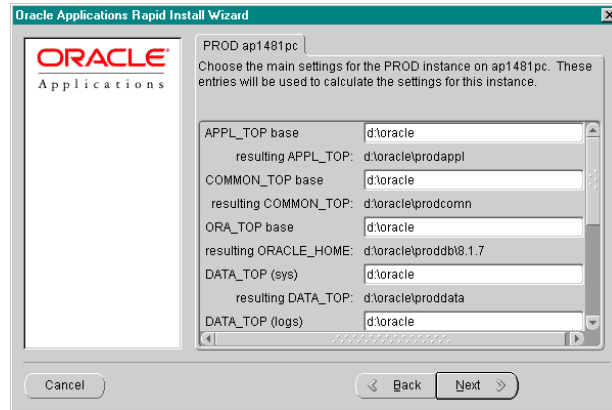 Oracle Applications Rapid Install Wizard
ORACLE
Applications
PROD ap1481pc
Choose the main settings for the PROD instance on ap1481pc. These
entries will be used to calculate the settings for this instance.
APPL_TOP base d:\oracle
resulting APPL_TOP: d:\oracle\prodappl
COMMON_TOP base d:\oracle
resulting COMMON_TOP: d:\oracle\prodcomn
ORA_TOP base d:\oracle
resulting ORACLE_HOME: d:\oracle\proddb\8.1.7
DATA_TOP (sys) d:\oracle
resulting DATA_TOP: d:\oracle\proddata
DATA_TOP (logs) d:\oracle
Cancel Back Next